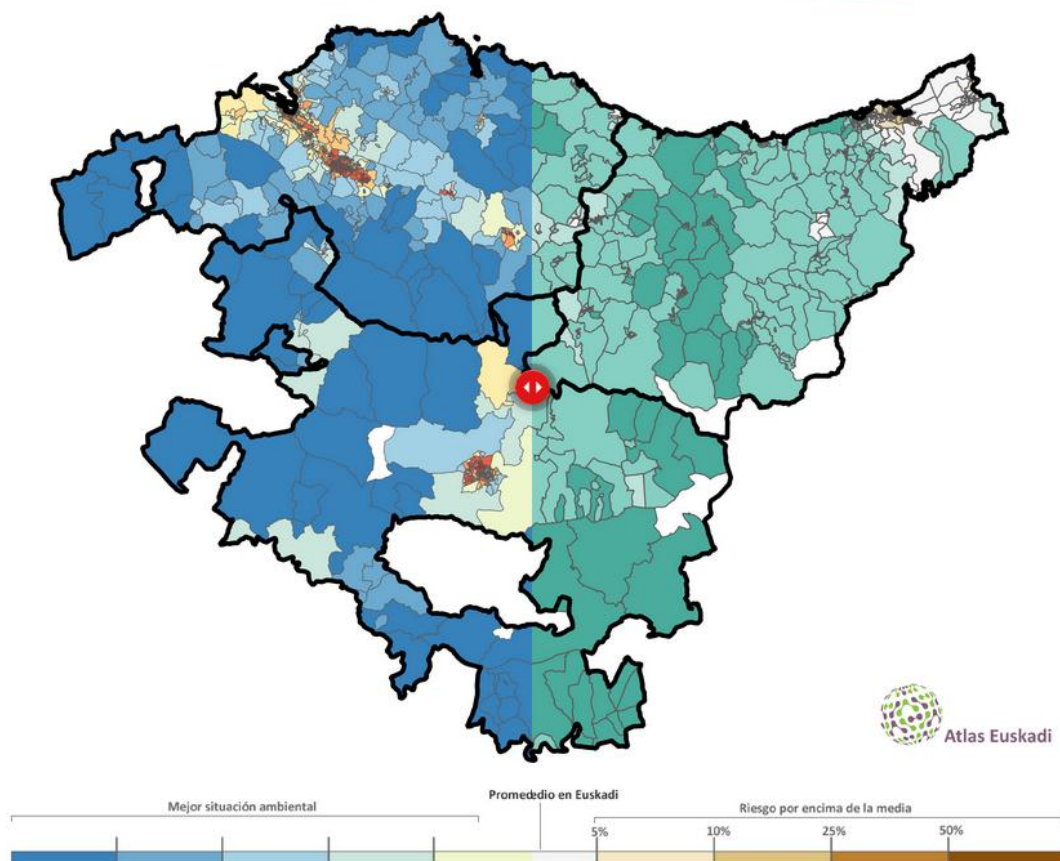 Atlas Euskadi
Promededio en Euskadi
Mejor situación ambiental
Riesgo por encima de la media
5% 10% 25% 50%